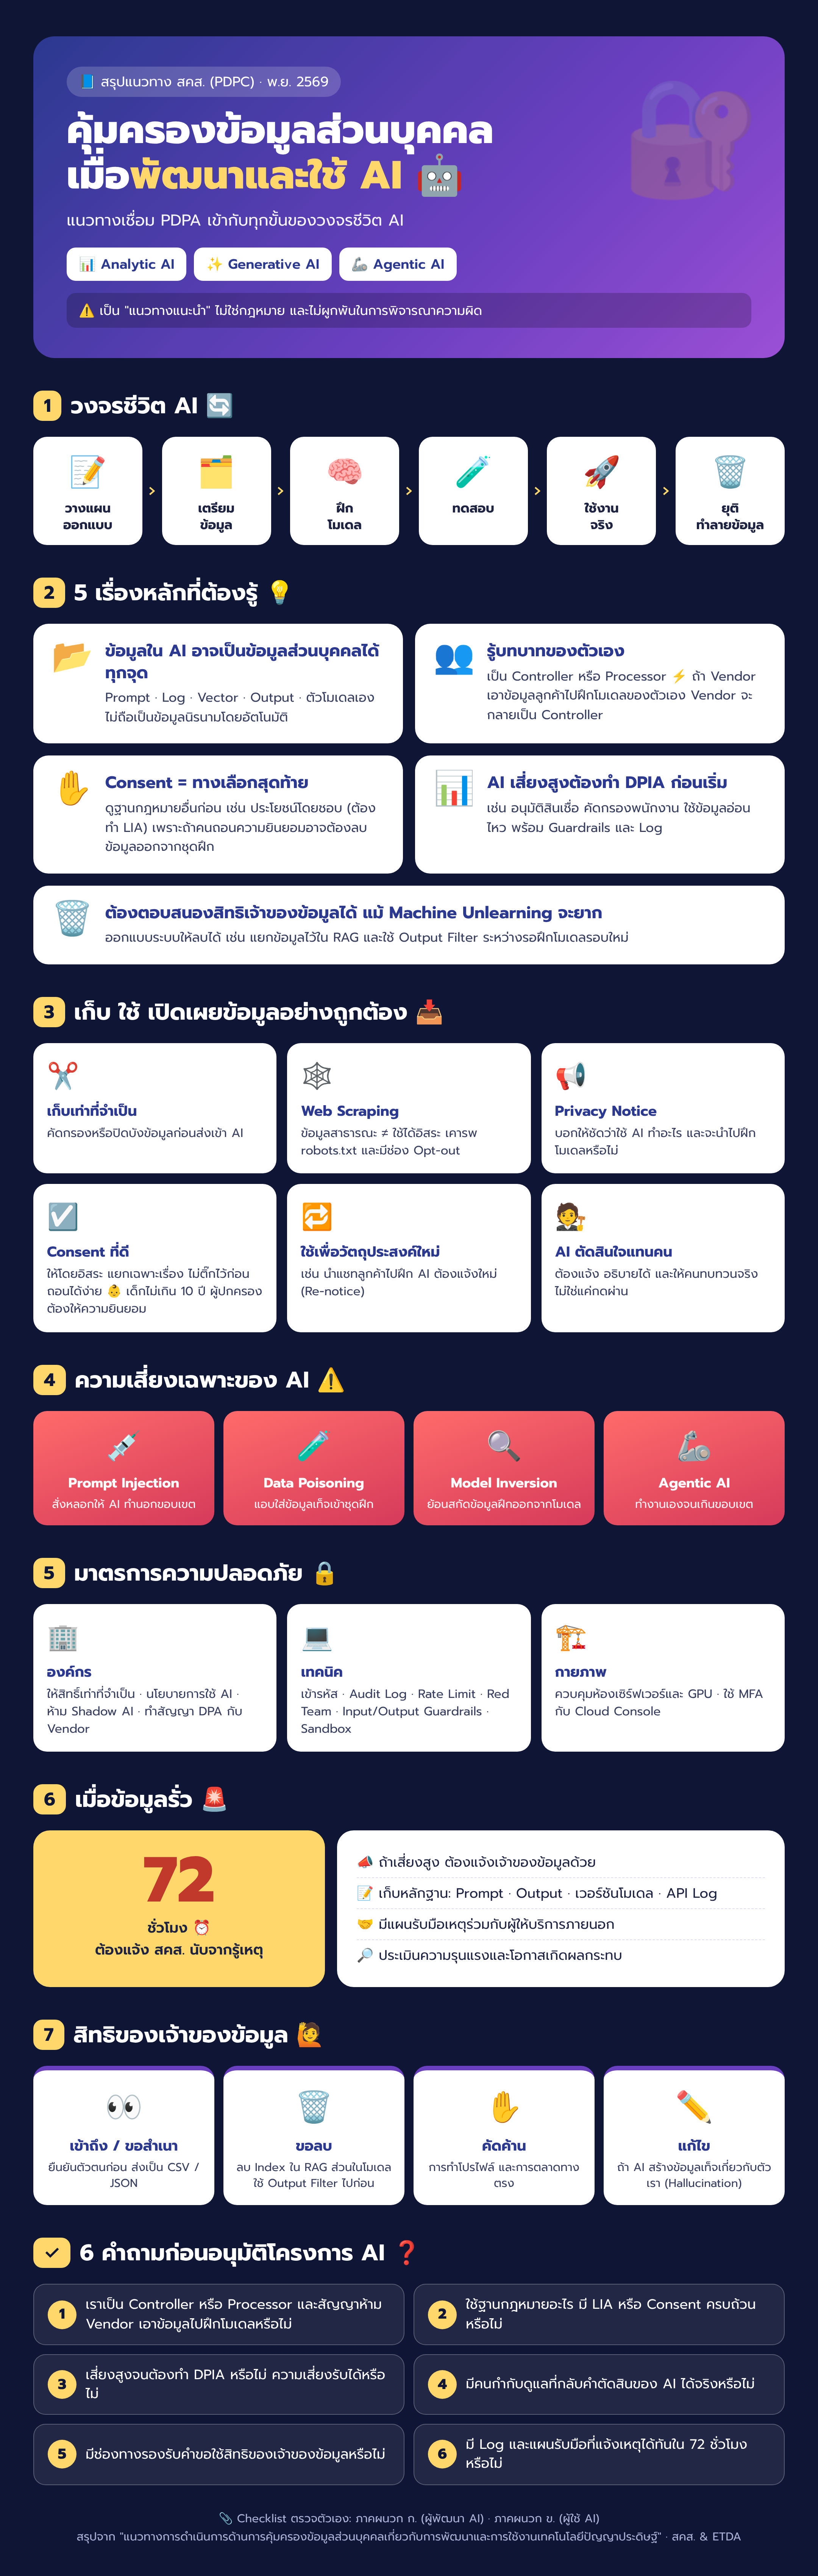 📘 สรุปแนวทาง สคส. (PDPC) · พ.ย. 2569
คุ้มครองข้อมูลส่วนบุคคล
เมื่อพัฒนาและใช้ AI 🤖
แนวทางเชื่อม PDPA เข้ากับทุกขั้นของวงจรชีวิต AI
📊 Analytic AI
✨ Generative AI
🦾 Agentic AI
⚠️ เป็น "แนวทางแนะนำ" ไม่ใช่กฎหมาย และไม่ผูกพันในการพิจารณาความผิด
1 วงจรชีวิต AI 🔄
วางแผน
ออกแบบ
›
เตรียม
ข้อมูล
›
ฝึก
โมเดล
›
ทดสอบ
›
ใช้งาน
จริง
›
ยุติ
ทำลายข้อมูล
2 5 เรื่องหลักที่ต้องรู้ 💡
ข้อมูลใน AI อาจเป็นข้อมูลส่วนบุคคลได้
ทุกจุด
Prompt · Log · Vector · Output · ตัวโมเดลเอง
ไม่ถือเป็นข้อมูลนิรนามโดยอัตโนมัติ
รู้บทบาทของตัวเอง
เป็น Controller หรือ Processor ⚡ ถ้า Vendor
เอาข้อมูลลูกค้าไปฝึกโมเดลของตัวเอง Vendor จะ
กลายเป็น Controller
Consent = ทางเลือกสุดท้าย
ดูฐานกฎหมายอื่นก่อน เช่น ประโยชน์โดยชอบ (ต้อง
ทำ LIA) เพราะถ้าคนถอนความยินยอมอาจต้องลบ
ข้อมูลออกจากชุดฝึก
AI เสี่ยงสูงต้องทำ DPIA ก่อนเริ่ม
เช่น อนุมัติสินเชื่อ คัดกรองพนักงาน ใช้ข้อมูลอ่อน
ไหว พร้อม Guardrails และ Log
ต้องตอบสนองสิทธิเจ้าของข้อมูลได้ แม้ Machine Unlearning จะยาก
ออกแบบระบบให้ลบได้ เช่น แยกข้อมูลไว้ใน RAG และใช้ Output Filter ระหว่างรอฝึกโมเดลรอบใหม่
3 เก็บ ใช้ เปิดเผยข้อมูลอย่างถูกต้อง 📥
เก็บเท่าที่จำเป็น
คัดกรองหรือปิดบังข้อมูลก่อนส่งเข้า AI
Web Scraping
ข้อมูลสาธารณะ ≠ ใช้ได้อิสระ เคารพ
robots.txt และมีช่อง Opt-out
Privacy Notice
บอกให้ชัดว่าใช้ AI ทำอะไร และจะนำไปฝึก
โมเดลหรือไม่
Consent ที่ดี
ให้โดยอิสระ แยกเฉพาะเรื่อง ไม่ติ๊กไว้ก่อน
ถอนได้ง่าย 👶 เด็กไม่เกิน 10 ปี ผู้ปกครอง
ต้องให้ความยินยอม
ใช้เพื่อวัตถุประสงค์ใหม่
เช่น นำแชทลูกค้าไปฝึก AI ต้องแจ้งใหม่
(Re-notice)
AI ตัดสินใจแทนคน
ต้องแจ้ง อธิบายได้ และให้คนทบทวนจริง
ไม่ใช่แค่กดผ่าน
4 ความเสี่ยงเฉพาะของ AI ⚠️
Prompt Injection
สั่งหลอกให้ AI ทำนอกขอบเขต
Data Poisoning
แอบใส่ข้อมูลเท็จเข้าชุดฝึก
Model Inversion
ย้อนสกัดข้อมูลฝึกออกจากโมเดล
Agentic AI
ทำงานเองจนเกินขอบเขต
5 มาตรการความปลอดภัย 🔒
องค์กร
ให้สิทธิ์เท่าที่จำเป็น · นโยบายการใช้ AI ·
ห้าม Shadow AI · ทำสัญญา DPA กับ
Vendor
เทคนิค
เข้ารหัส · Audit Log · Rate Limit · Red
Team · Input/Output Guardrails ·
Sandbox
กายภาพ
ควบคุมห้องเซิร์ฟเวอร์และ GPU · ใช้ MFA
กับ Cloud Console
6 เมื่อข้อมูลรั่ว 🚨
72
ชั่วโมง ⏰
ต้องแจ้ง สคส. นับจากรู้เหตุ
📣 ถ้าเสี่ยงสูง ต้องแจ้งเจ้าของข้อมูลด้วย
📝 เก็บหลักฐาน: Prompt · Output · เวอร์ชันโมเดล · API Log
🤝 มีแผนรับมือเหตุร่วมกับผู้ให้บริการภายนอก
🔎 ประเมินความรุนแรงและโอกาสเกิดผลกระทบ
7 สิทธิของเจ้าของข้อมูล 🙋
เข้าถึง / ขอสำเนา
ยืนยันตัวตนก่อน ส่งเป็น CSV /
JSON
ขอลบ
ลบ Index ใน RAG ส่วนในโมเดล
ใช้ Output Filter ไปก่อน
คัดค้าน
การทำโปรไฟล์ และการตลาดทาง
ตรง
แก้ไข
ถ้า AI สร้างข้อมูลเท็จเกี่ยวกับตัว
เรา (Hallucination)
✓ 6 คำถามก่อนอนุมัติโครงการ AI ❓
1 เราเป็น Controller หรือ Processor และสัญญาห้าม
Vendor เอาข้อมูลไปฝึกโมเดลหรือไม่
2 ใช้ฐานกฎหมายอะไร มี LIA หรือ Consent ครบถ้วน
หรือไม่
3 เสี่ยงสูงจนต้องทำ DPIA หรือไม่ ความเสี่ยงรับได้หรือ
ไม่
4 มีคนกำกับดูแลที่กลับคำตัดสินของ AI ได้จริงหรือไม่
5 มีช่องทางรองรับคำขอใช้สิทธิของเจ้าของข้อมูลหรือไม่
6 มี Log และแผนรับมือที่แจ้งเหตุได้ทันใน 72 ชั่วโมง
หรือไม่
📎 Checklist ตรวจตัวเอง: ภาคผนวก ก. (ผู้พัฒนา AI) · ภาคผนวก ข. (ผู้ใช้ AI)
สรุปจาก "แนวทางการดำเนินการด้านการคุ้มครองข้อมูลส่วนบุคคลเกี่ยวกับการพัฒนาและการใช้งานเทคโนโลยีปัญญาประดิษฐ์" · สคส. & ETDA